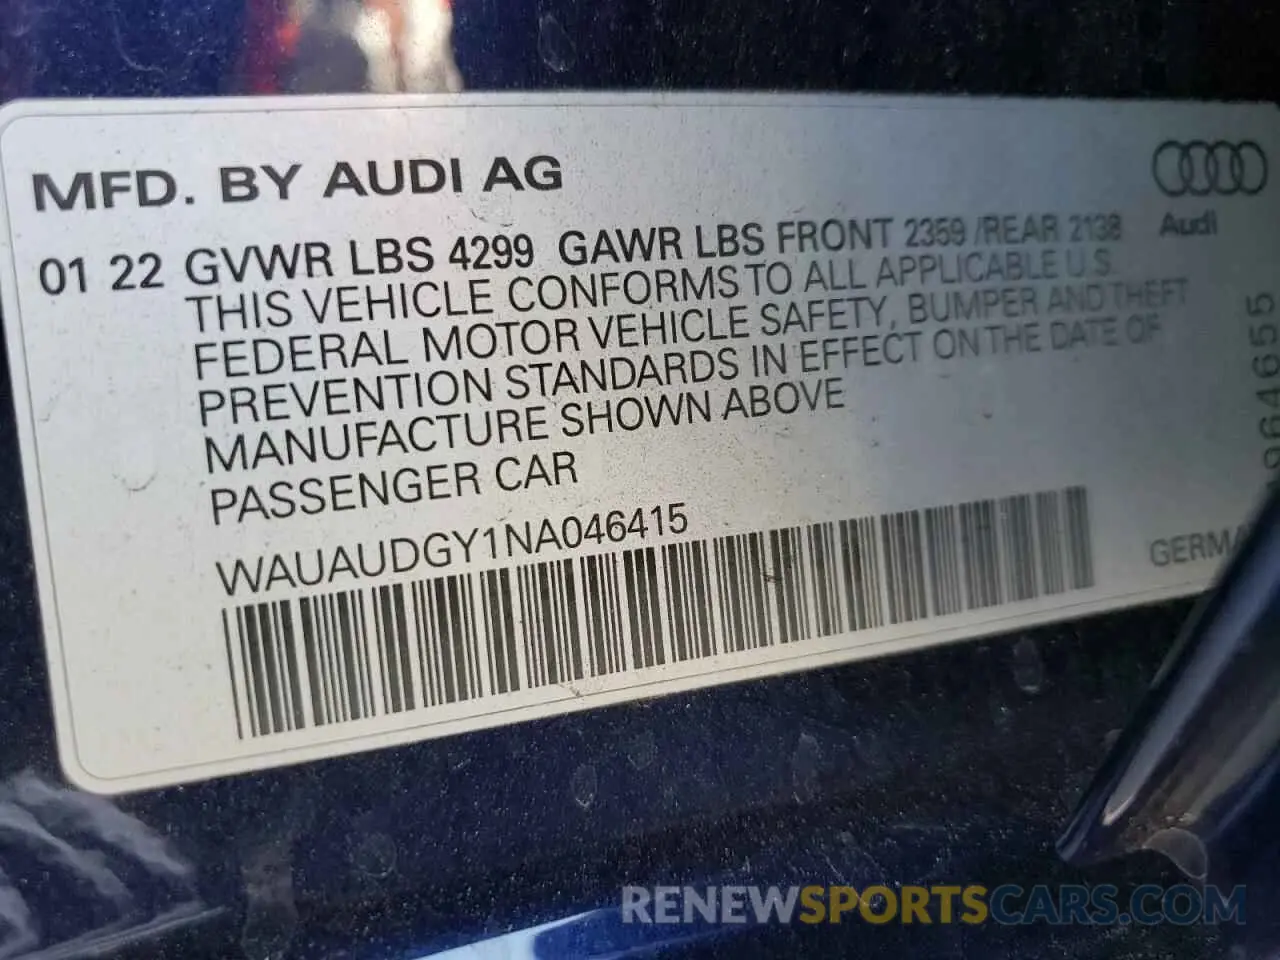 MFD. BY AUDI AG
Audi
01 22 GVWR LBS 4299 GAWR LBS FRONT 2359 /REAR 2138
THIS VEHICLE CONFORMS TO ALL APPLICABLE U.S.
FEDERAL MOTOR VEHICLE SAFETY, BUMPER AND THEFT
PREVENTION STANDARDS IN EFFECT ON THE DATE OF
MANUFACTURE SHOWN ABOVE
PASSENGER CAR
WAUAUDGY1NA046415
RENEWSPORTSCARS.COM